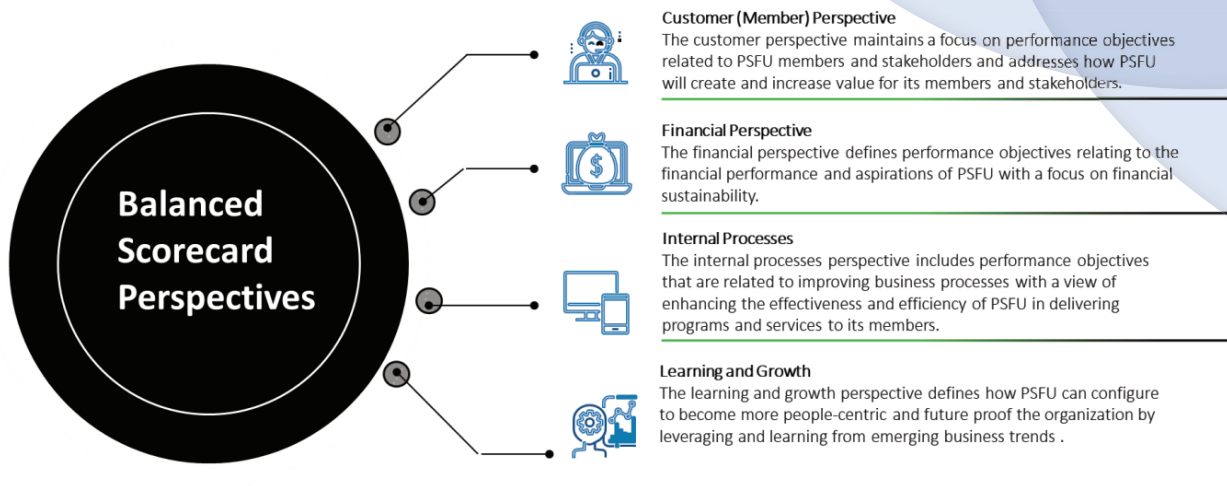 Balanced
Scorecard
Perspectives
Customer (Member) Perspective
The customer perspective maintains a focus on performance objectives
related to PSFU members and stakeholders and addresses how PSFU
will create and increase value for its members and stakeholders.
Financial Perspective
The financial perspective defines performance objectives relating to the
financial performance and aspirations of PSFU with a focus on financial
sustainability.
Internal Processes
The internal processes perspective includes performance objectives
that are related to improving business processes with a view of
enhancing the effectiveness and efficiency of PSFU in delivering
programs and services to its members.
Learning and Growth
The learning and growth perspective defines how PSFU can configure
to become more people-centric and future proof the organization by
leveraging and learning from emerging business trends .